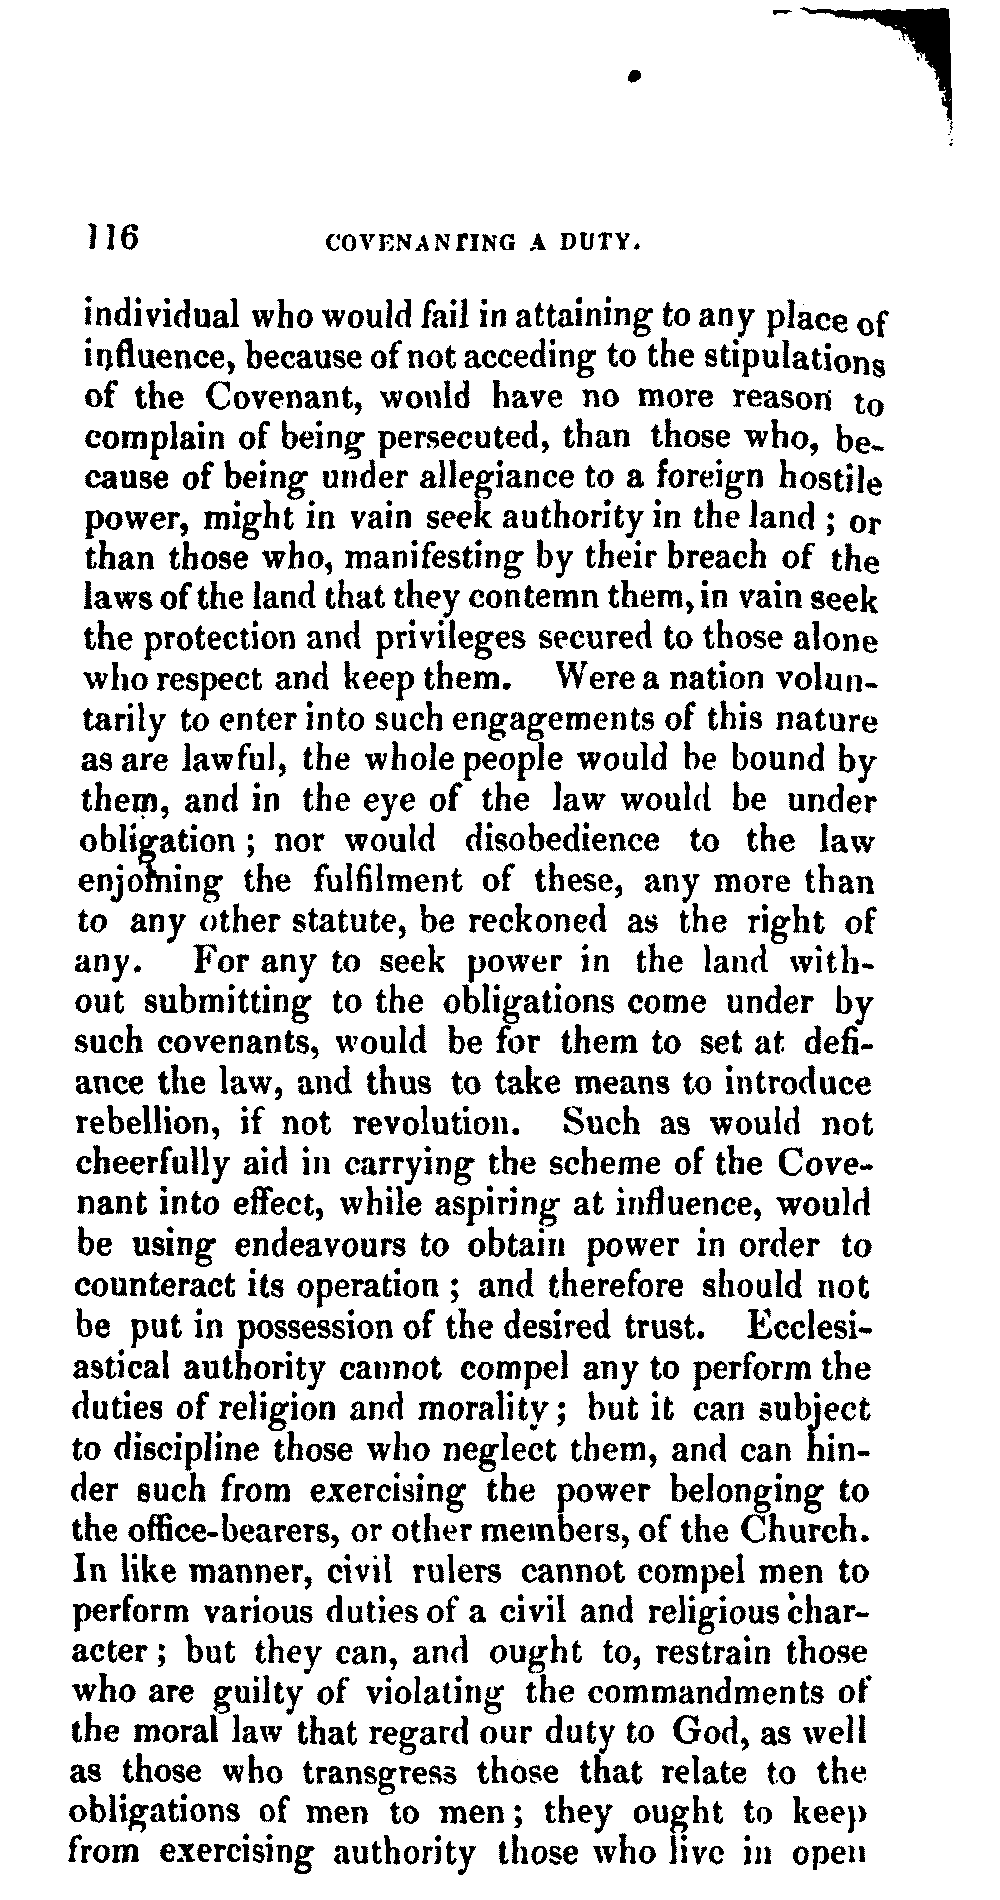 116 COVENANTING A DUTY.
individual who would fail in attaining to any place of
influence, because of not acceding to the stipulations
of the Covenant, would have no more reason to
complain of being persecuted, than those who, be-
cause of being under allegiance to a foreign hostile
power, might in vain seek authority in the land ; or
than those who, manifesting by their breach of the
laws of the land that they contemn them, in vain seek
the protection and privileges secured to those alone
who respect and keep them. Were a nation volun-
tarily to enter into such engagements of this nature
as are lawful, the whole people would be bound by
them, and in the eye of the law would be under
obligation ; nor would disobedience to the law
enjoining the fulfilment of these, any more than
to any other statute, be reckoned as the right of
any. For any to seek power in the land with-
out submitting to the obligations come under by
such covenants, would be for them to set at defi-
ance the law, and thus to take means to introduce
rebellion, if not revolution. Such as would not
cheerfully aid in carrying the scheme of the Cove-
nant into effect, while aspiring at influence, would
be using endeavours to obtain power in order to
counteract its operation ; and therefore should not
be put in possession of the desired trust. Ecclesi-
astical authority cannot compel any to perform the
duties of religion and morality ; but it can subject
to discipline those who neglect them, and can hin-
der such from exercising the power belonging to
the office-bearers, or other members, of the Church.
In like manner, civil rulers cannot compel men to
perform various duties of a civil and religious char-
acter ; but they can, and ought to, restrain those
who are guilty of violating the commandments of
the moral law that regard our duty to God, as well
as those who transgress those that relate to the
obligations of men to men ; they ought to keep
from exercising authority those who live in open